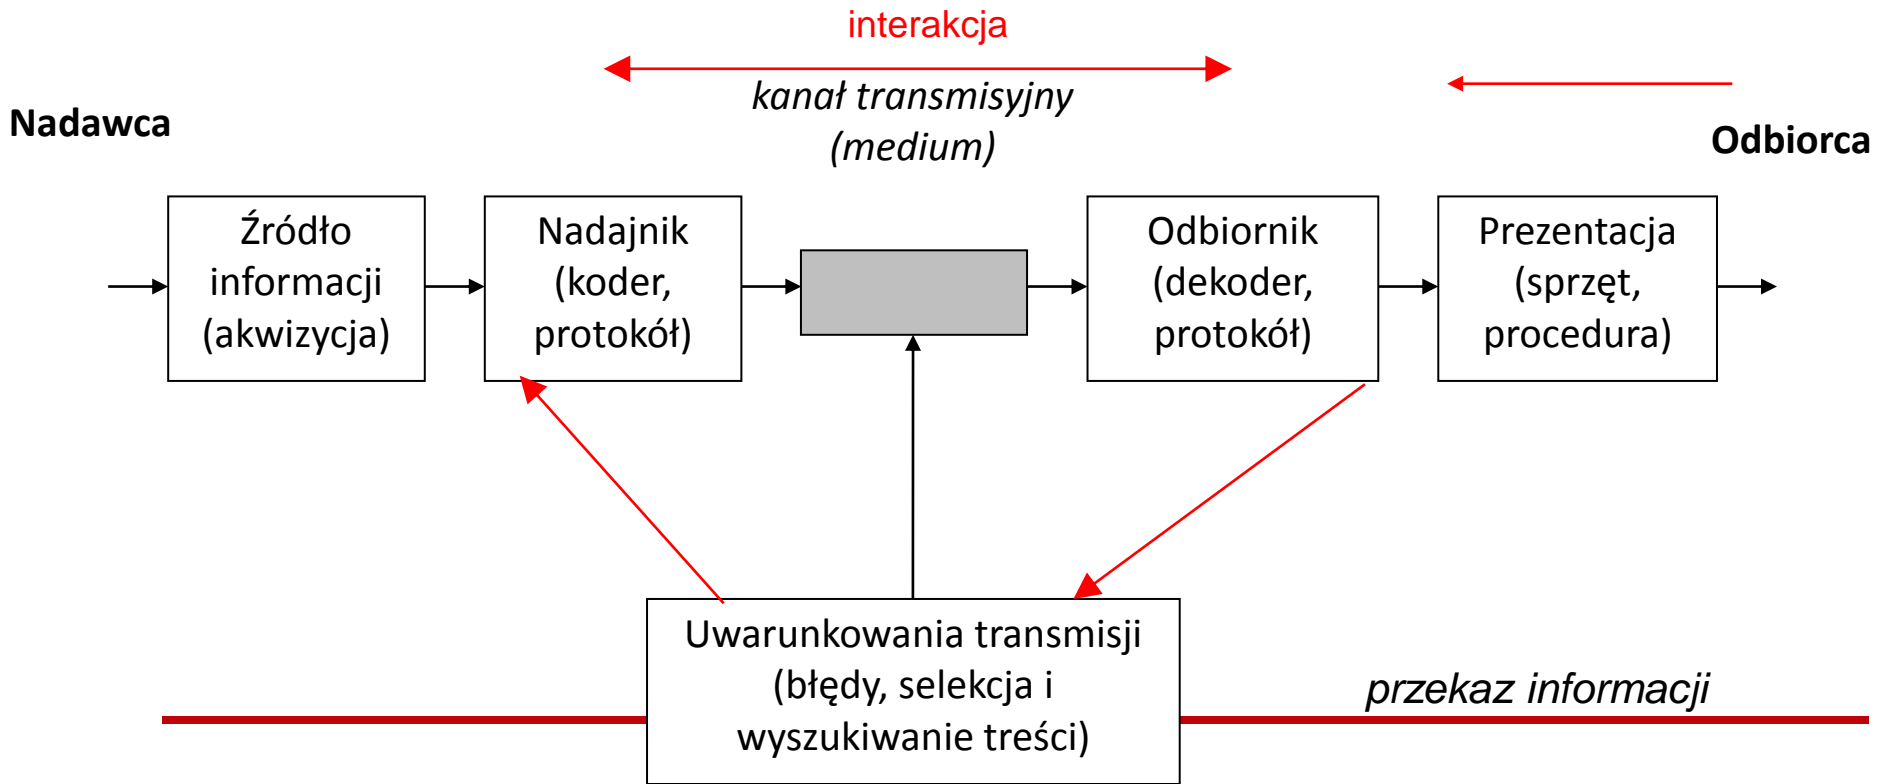 interakcja
kanał transmisyjny
(medium)
Nadawca
Odbiorca
Źródło
informacji
(akwizycja)
Nadajnik
(koder,
protokół)
Odbiornik
(dekoder,
protokół)
Prezentacja
(sprzęt,
procedura)
Uwarunkowania transmisji
(błędy, selekcja i
wyszukiwanie treści)
przekaz informacji